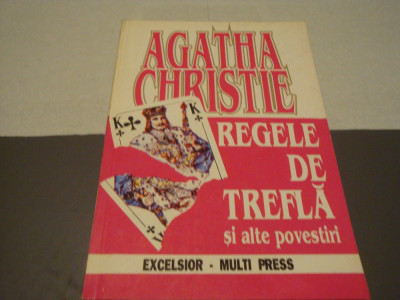 AGATHA
CHRISTIE
K K
REGELE
DE
TREFLĂ
și alte povestiri
EXCELSIOR - MULTI PRESS